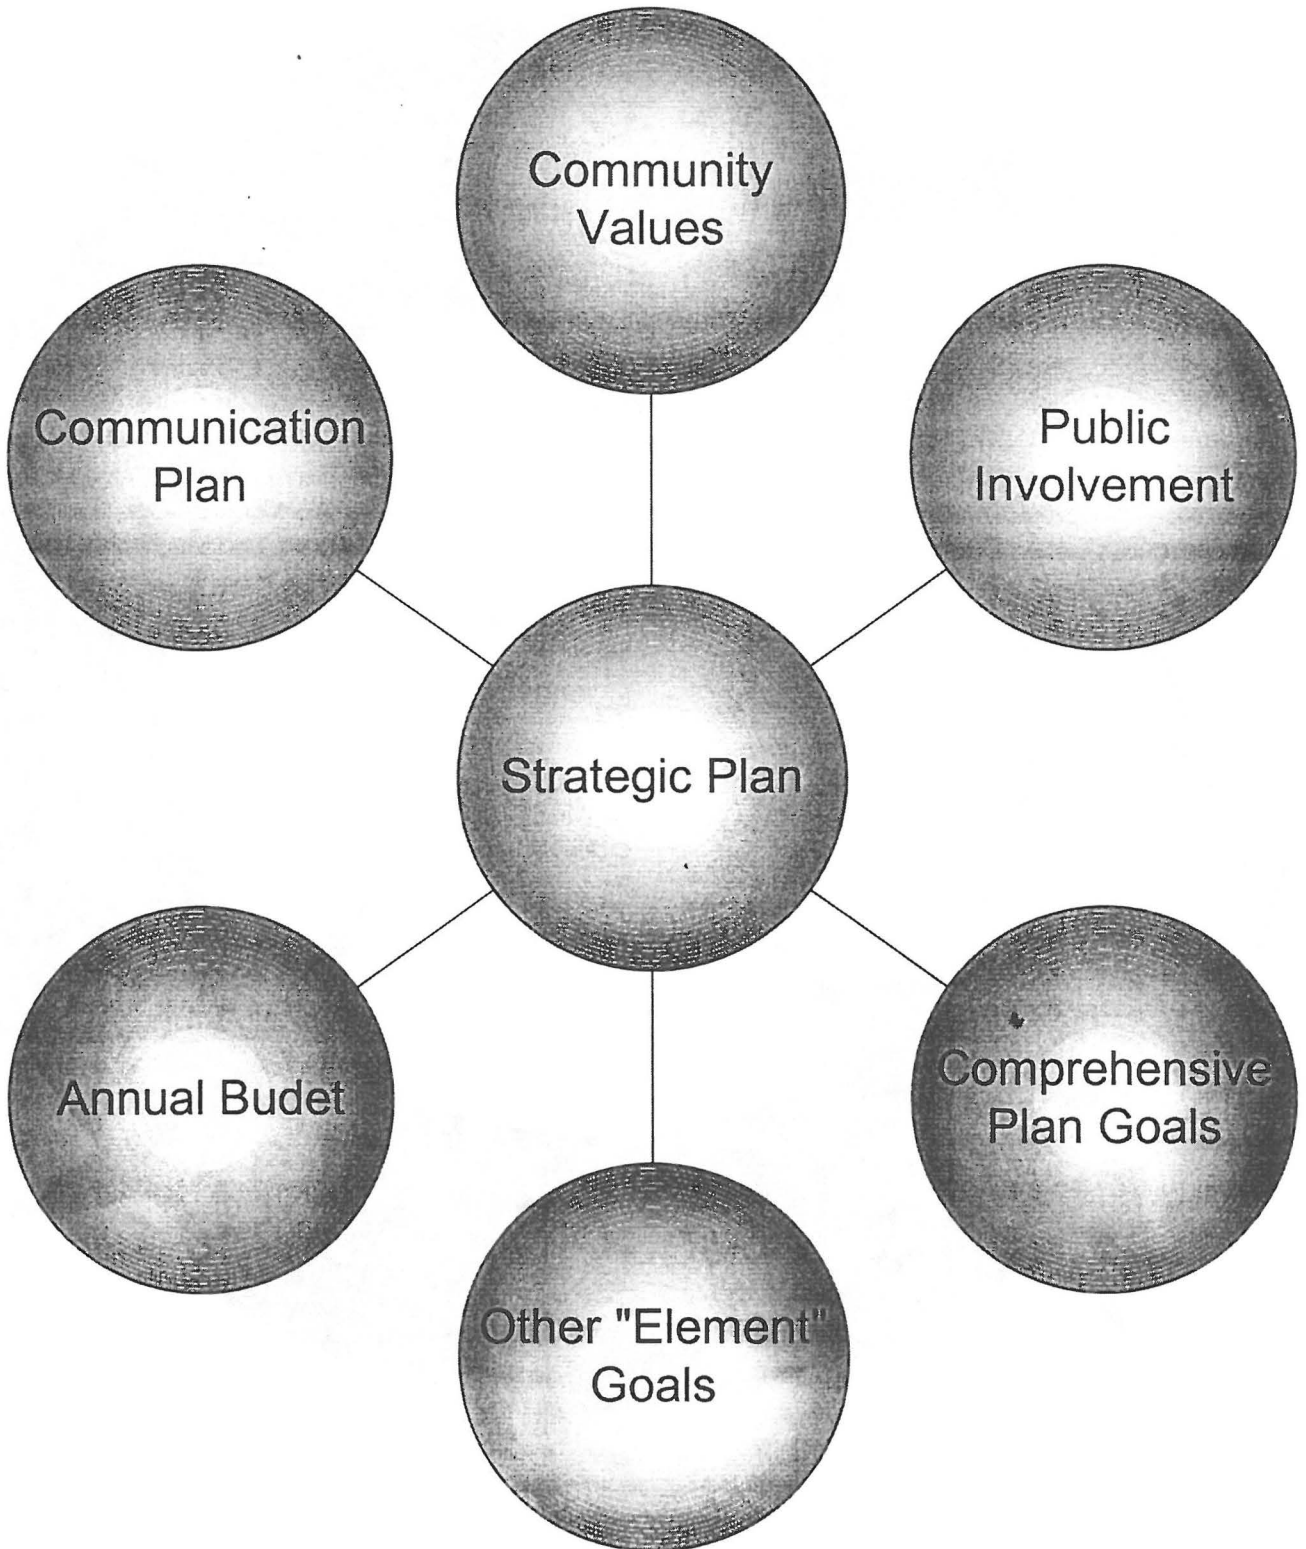 Community
Values
Communication
Plan
Public
Involvement
Strategic Plan
Annual Budet
Comprehensive
Plan Goals
Other "Element"
Goals